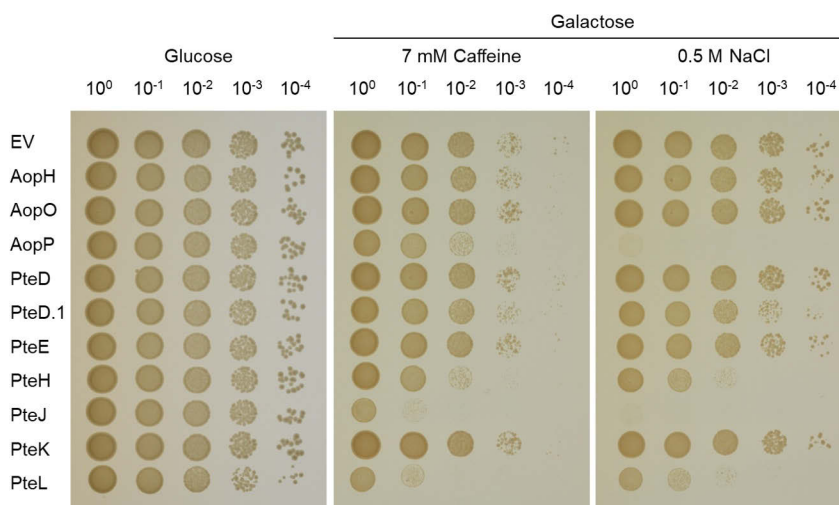 Galactose
Glucose 7 mM Caffeine 0.5 M NaCl
10⁰ 10⁻¹ 10⁻² 10⁻³ 10⁻⁴ 10⁰ 10⁻¹ 10⁻² 10⁻³ 10⁻⁴ 10⁰ 10⁻¹ 10⁻² 10⁻³ 10⁻⁴
EV
AopH
AopO
AopP
PteD
PteD.1
PteE
PteH
PteJ
PteK
PteL